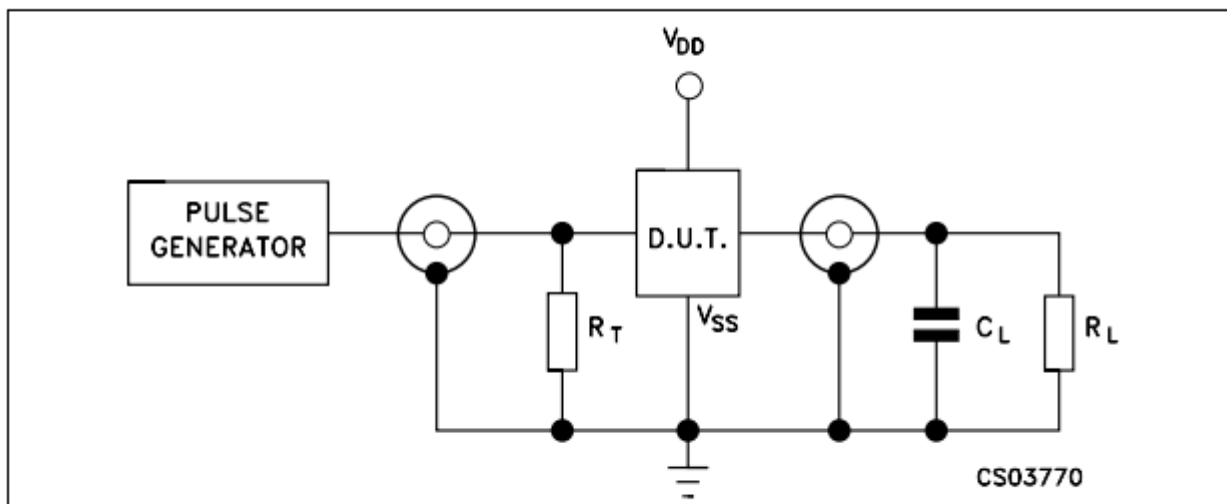 VDD
PULSE
GENERATOR
D.U.T.
RT
VSS
CL
RL
CS03770